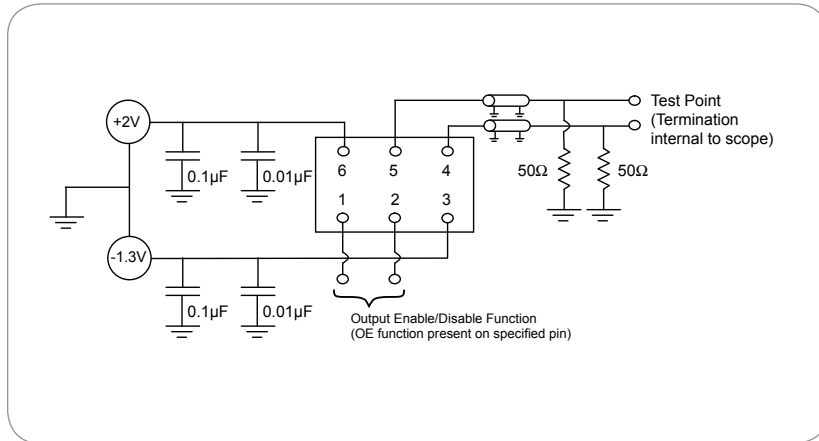 +2V
0.1µF
0.01µF
6
5
4
1
2
3
Test Point
(Termination
internal to scope)
50Ω
50Ω
-1.3V
0.1µF
0.01µF
Output Enable/Disable Function
(OE function present on specified pin)